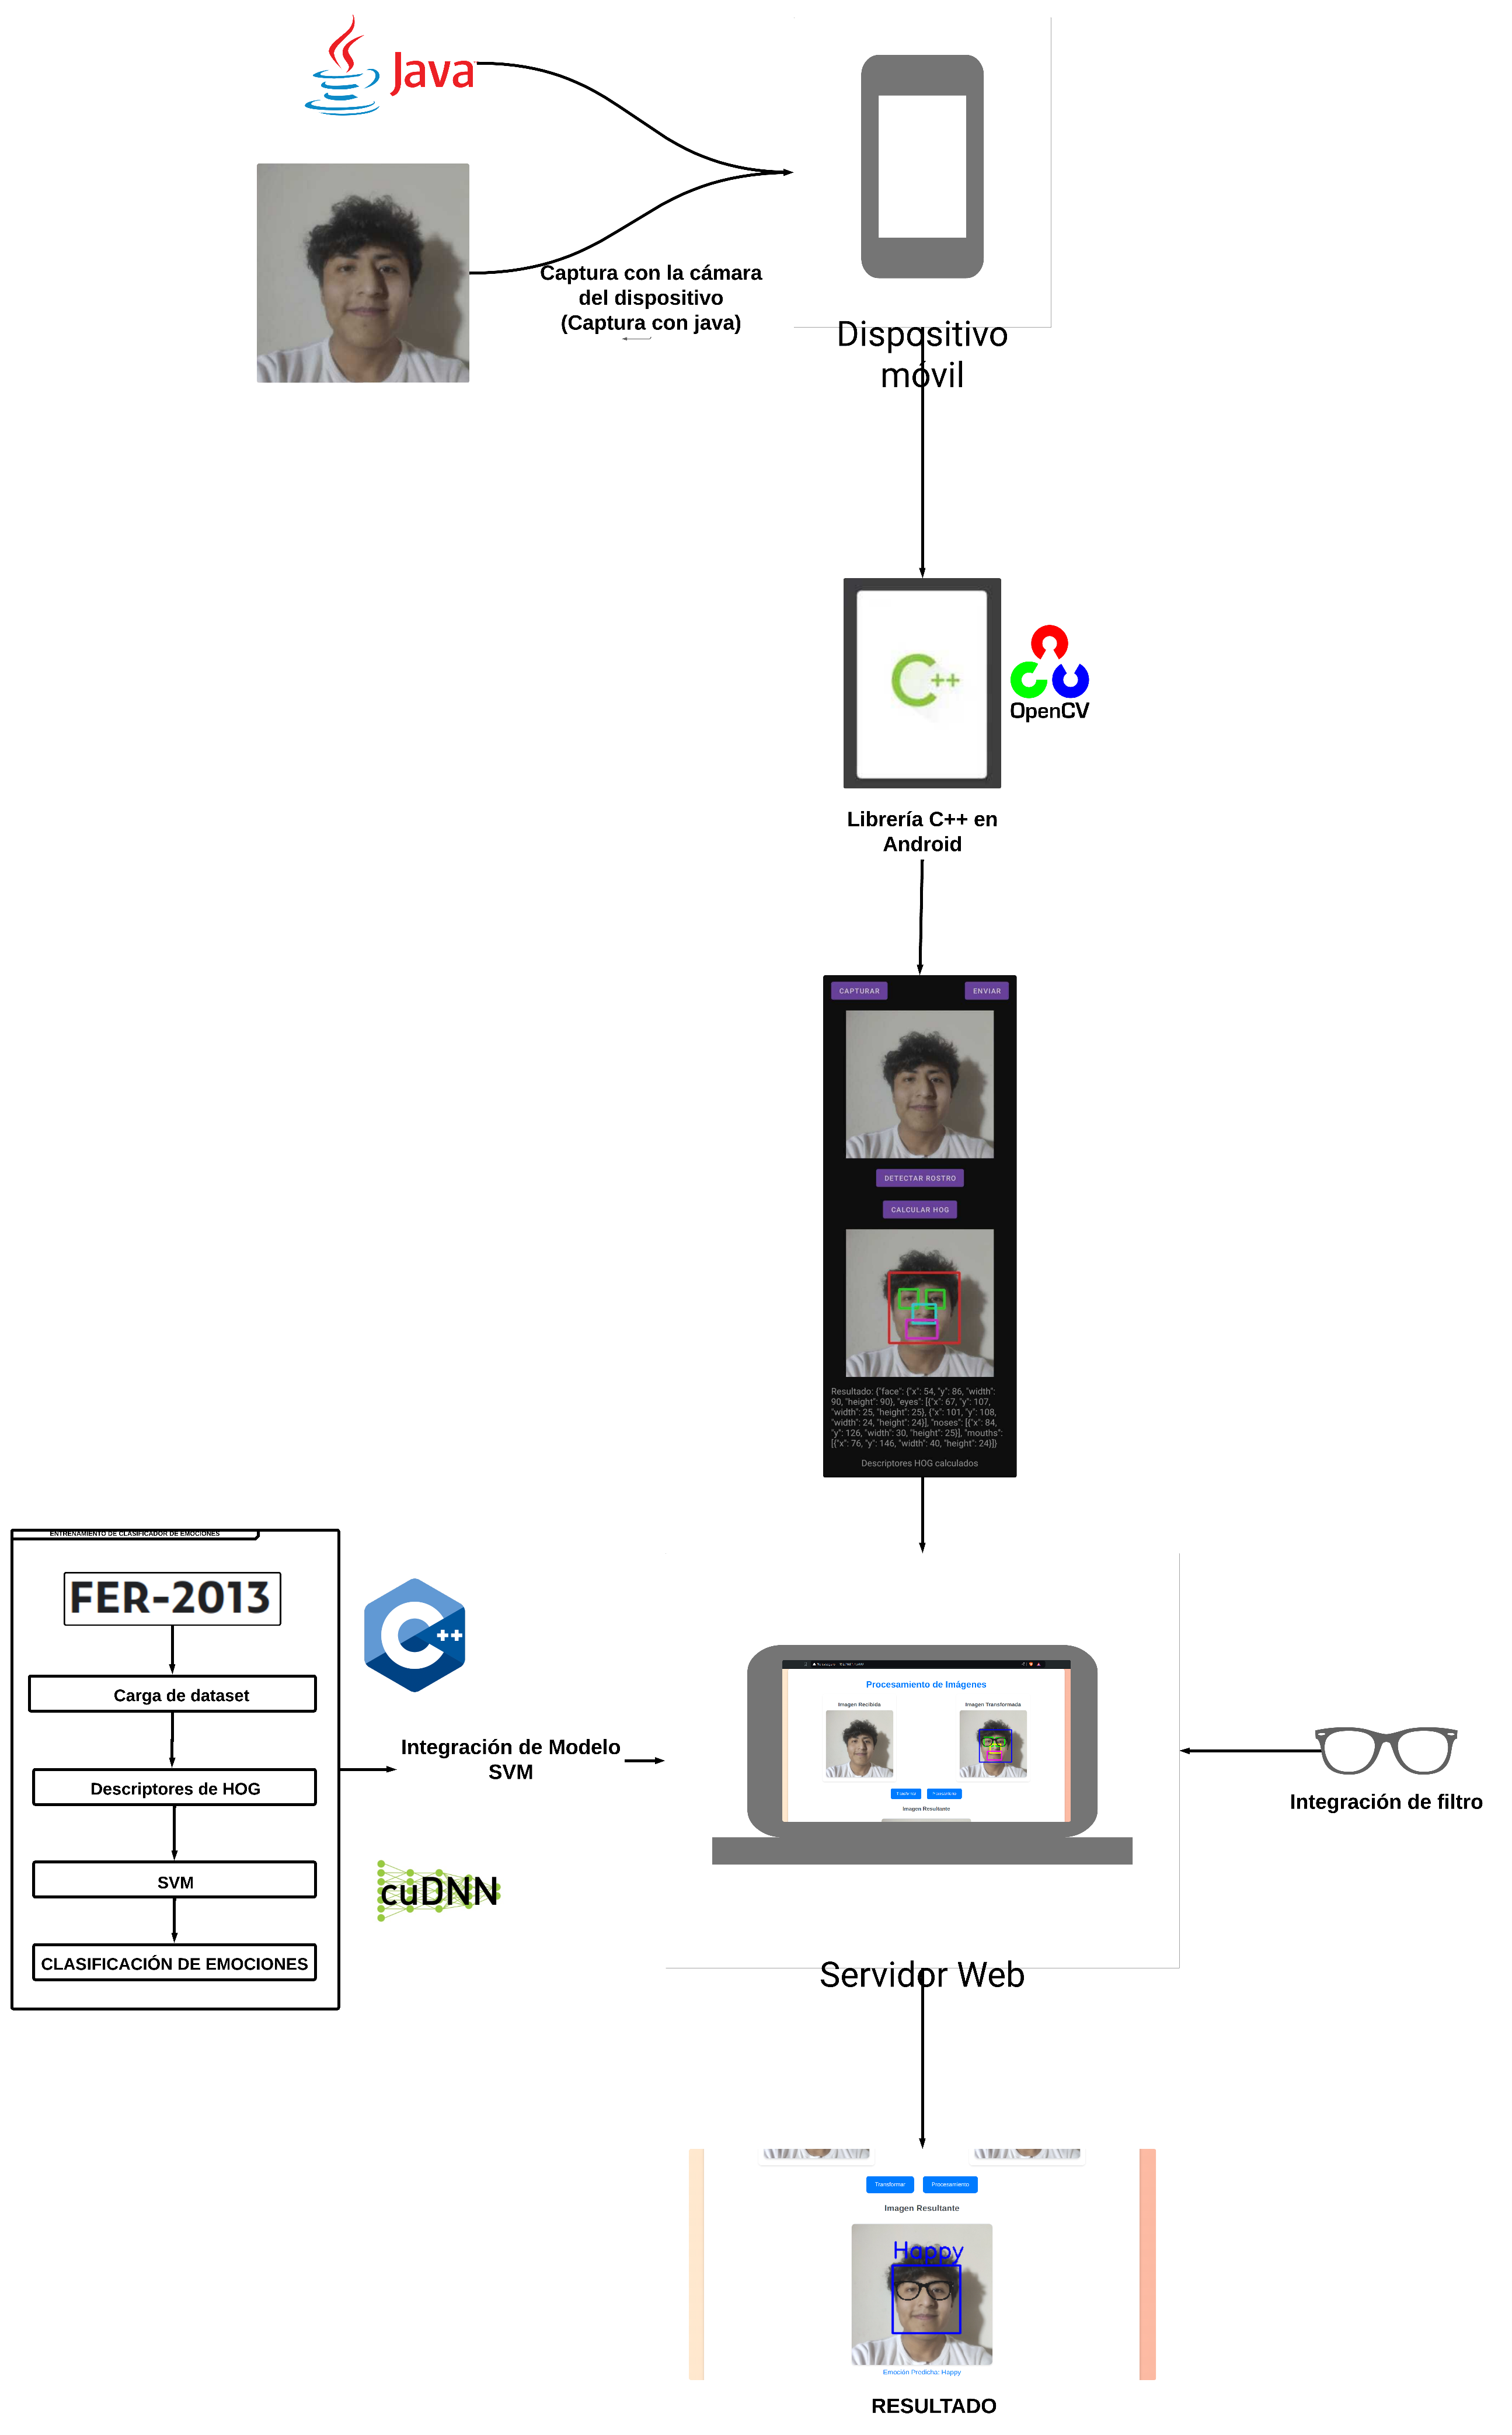 Java
Captura con la cámara
del dispositivo
(Captura con java)
Dispositivo
móvil
C++
OpenCV
Librería C++ en
Android
CAPTURAR
ENVIAR
DETECTAR ROSTRO
CALCULAR HOG
Resultado: {"face": {"x": 54, "y": 86, "width":
90, "height": 90}, "eyes": [{"x": 67, "y": 107,
"width": 25, "height": 25}, {"x": 101, "y": 108,
"width": 24, "height": 24}], "noses": [{"x": 84,
"y": 126, "width": 30, "height": 25}], "mouths":
[{"x": 76, "y": 146, "width": 40, "height": 24}]}
Descriptores HOG calculados
ENTRENAMIENTO DE CLASIFICADOR DE EMOCIONES
FER-2013
Carga de dataset
Descriptores de HOG
SVM
CLASIFICACIÓN DE EMOCIONES
C++
Integración de Modelo
SVM
cuDNN
Procesamiento de Imágenes
Imagen Recibida
Imagen Transformada
Imagen Resultante
Integración de filtro
Servidor Web
Transformar
Procesamiento
Imagen Resultante
Happy
Emoción Predicha: Happy
RESULTADO